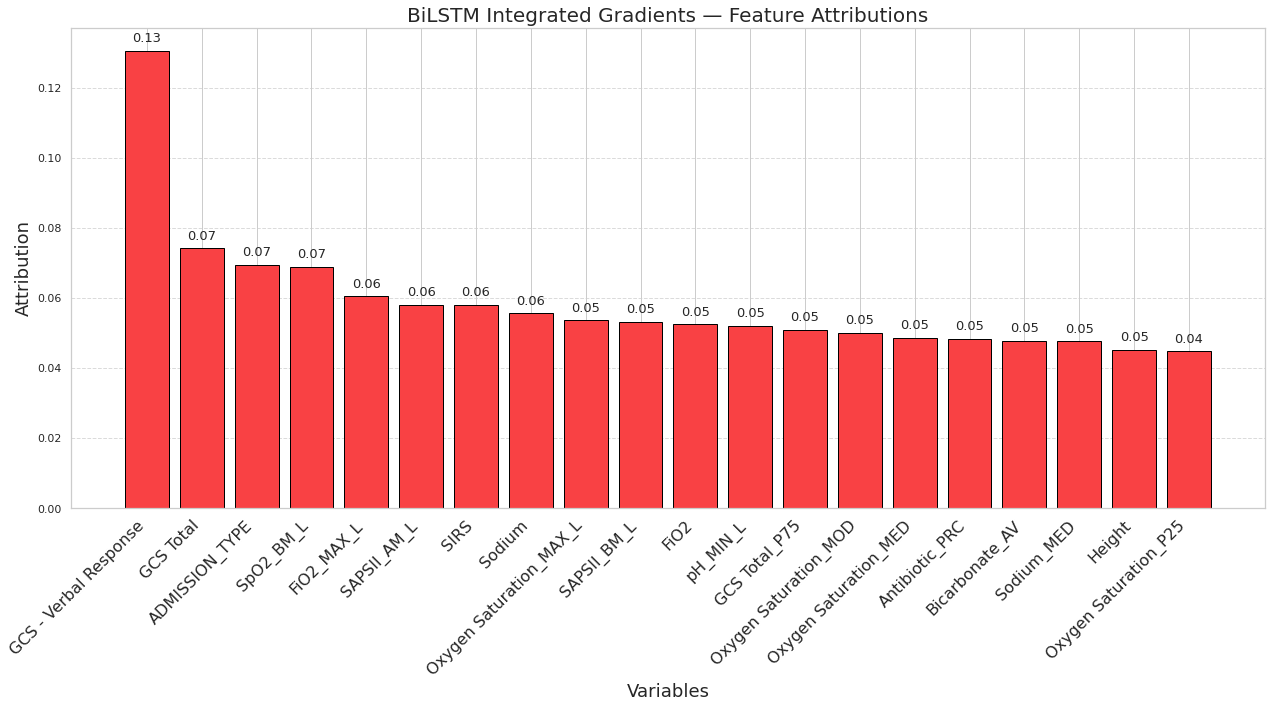 BiLSTM Integrated Gradients — Feature Attributions
Attribution
0.12
0.10
0.08
0.06
0.04
0.02
0.00
0.13
0.07
0.07
0.07
0.06
0.06
0.06
0.06
0.05
0.05
0.05
0.05
0.05
0.05
0.05
0.05
0.05
0.05
0.05
0.04
GCS - Verbal Response
GCS Total
ADMISSION_TYPE
SpO2_BM_L
FiO2_MAX_L
SAPSII_AM_L
SIRS
Sodium
Oxygen Saturation_MAX_L
SAPSII_BM_L
FiO2
pH_MIN_L
GCS Total_P75
Oxygen Saturation_MOD
Oxygen Saturation_MED
Antibiotic_PRC
Bicarbonate_AV
Sodium_MED
Height
Oxygen Saturation_P25
Variables